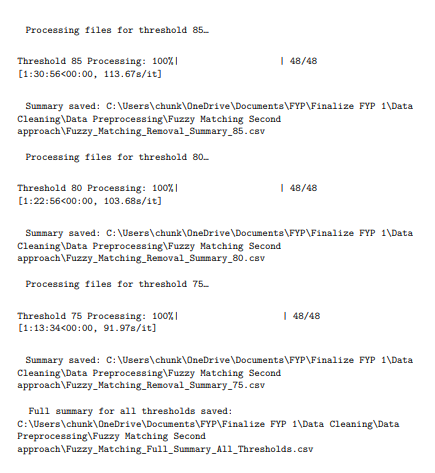 Processing files for threshold 85…
Threshold 85 Processing: 100%|          | 48/48
[1:30:56<00:00, 113.67s/it]
Summary saved: C:\Users\chunk\OneDrive\Documents\FYP\Finalize FYP 1\Data
Cleaning\Data Preprocessing\Fuzzy Matching Second
approach\Fuzzy_Matching_Removal_Summary_85.csv
Processing files for threshold 80…
Threshold 80 Processing: 100%|          | 48/48
[1:22:56<00:00, 103.68s/it]
Summary saved: C:\Users\chunk\OneDrive\Documents\FYP\Finalize FYP 1\Data
Cleaning\Data Preprocessing\Fuzzy Matching Second
approach\Fuzzy_Matching_Removal_Summary_80.csv
Processing files for threshold 75…
Threshold 75 Processing: 100%|          | 48/48
[1:13:34<00:00, 91.97s/it]
Summary saved: C:\Users\chunk\OneDrive\Documents\FYP\Finalize FYP 1\Data
Cleaning\Data Preprocessing\Fuzzy Matching Second
approach\Fuzzy_Matching_Removal_Summary_75.csv
Full summary for all thresholds saved:
C:\Users\chunk\OneDrive\Documents\FYP\Finalize FYP 1\Data Cleaning\Data
Preprocessing\Fuzzy Matching Second
approach\Fuzzy_Matching_Full_Summary_All_Thresholds.csv